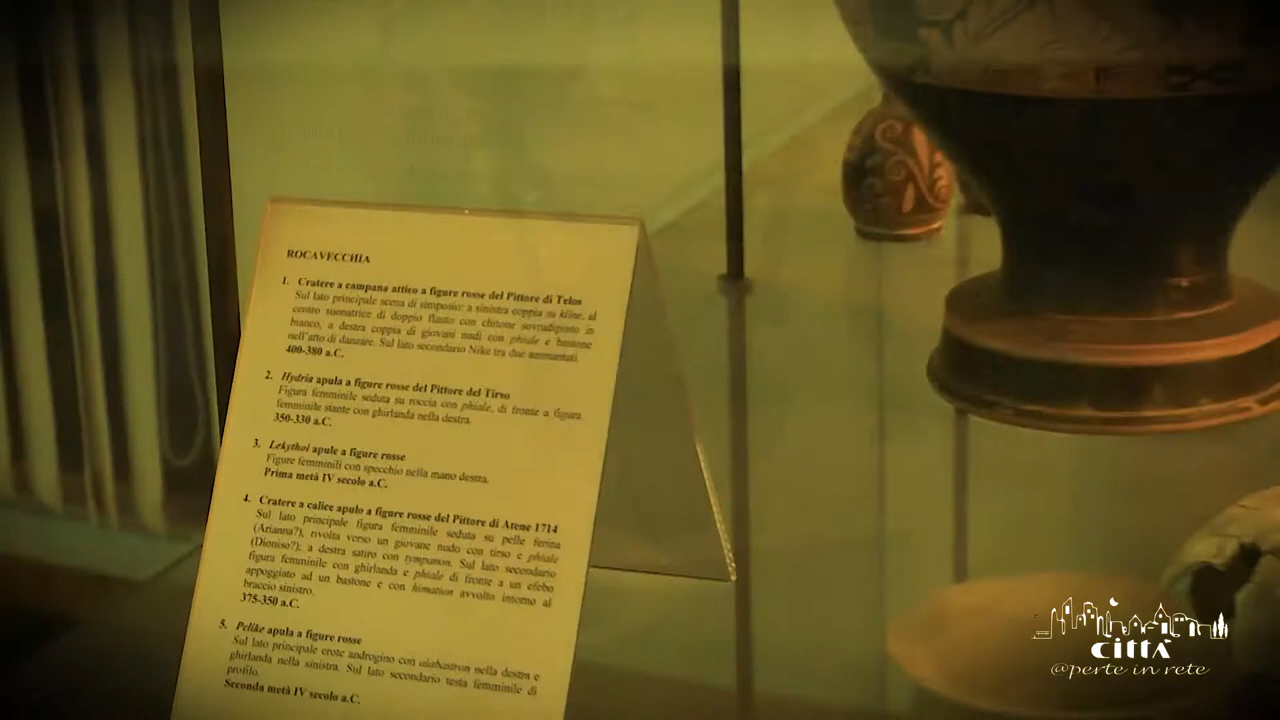 ROCAVECCHIA
1. Cratere a campana attico a figure rosse del Pittore di Telos
Sul lato principale scena di simposio: a sinistra coppia su kline, al
centro suonatrice di doppio flauto con chitone sovradipinto in
bianco, a destra coppia di giovani nudi con phiale e bastone
nell'atto di danzare. Sul lato secondario Nike tra due ammantati.
400-380 a.C.
2. Hydria apula a figure rosse del Pittore del Tirso
Figura femminile seduta su roccia con phiale, di fronte a figura
femminile stante con ghirlanda nella destra.
350-330 a.C.
3. Lekythoi apule a figure rosse
Figure femminili con specchio nella mano destra.
Prima metà IV secolo a.C.
4. Cratere a calice apulo a figure rosse del Pittore di Atene 1714
Sul lato principale figura femminile seduta su pelle ferina
(Arianna?), rivolta verso un giovane nudo con tirso e phiale
(Dioniso?); a destra satiro con tympanon. Sul lato secondario
figura femminile con ghirlanda e phiale di fronte a un efebo
appoggiato ad un bastone e con himation avvolto intorno al
braccio sinistro.
375-350 a.C.
5. Pelike apula a figure rosse
Sul lato principale erote androgino con alabastron nella destra e
ghirlanda nella sinistra. Sul lato secondario testa femminile di
profilo.
Seconda metà IV secolo a.C.
CITTÀ
@perte in rete